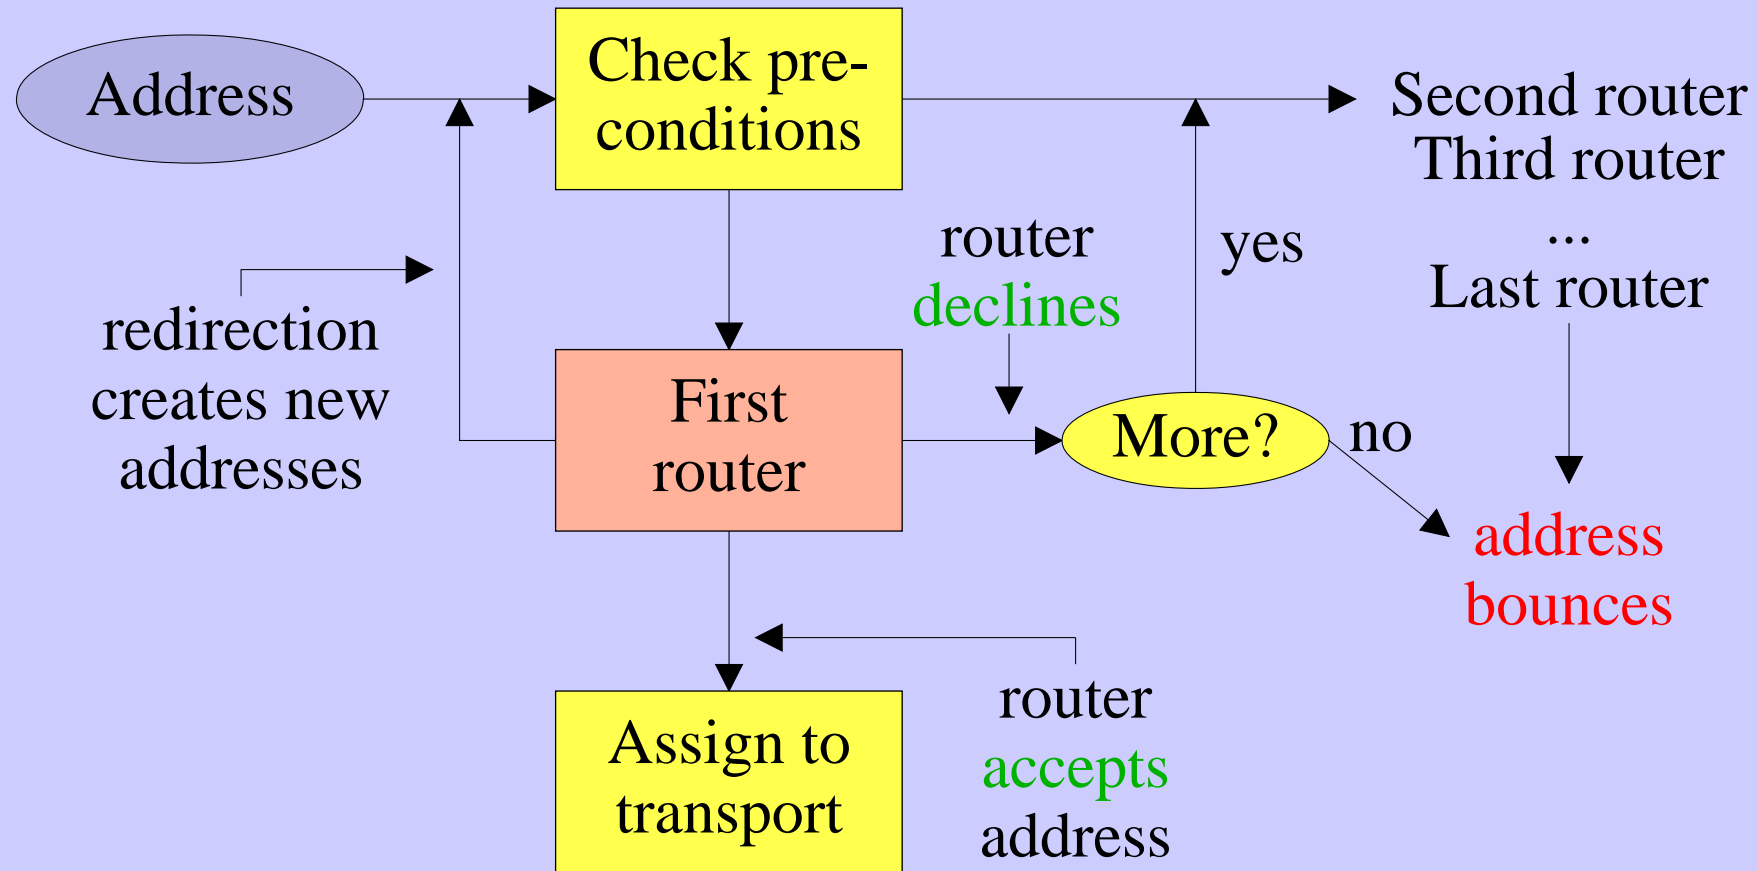 Address
Check pre-
conditions
Second router
Third router
...
Last router
router
declines
yes
redirection
creates new
addresses
First
router
More?
no
address
bounces
Assign to
transport
router
accepts
address